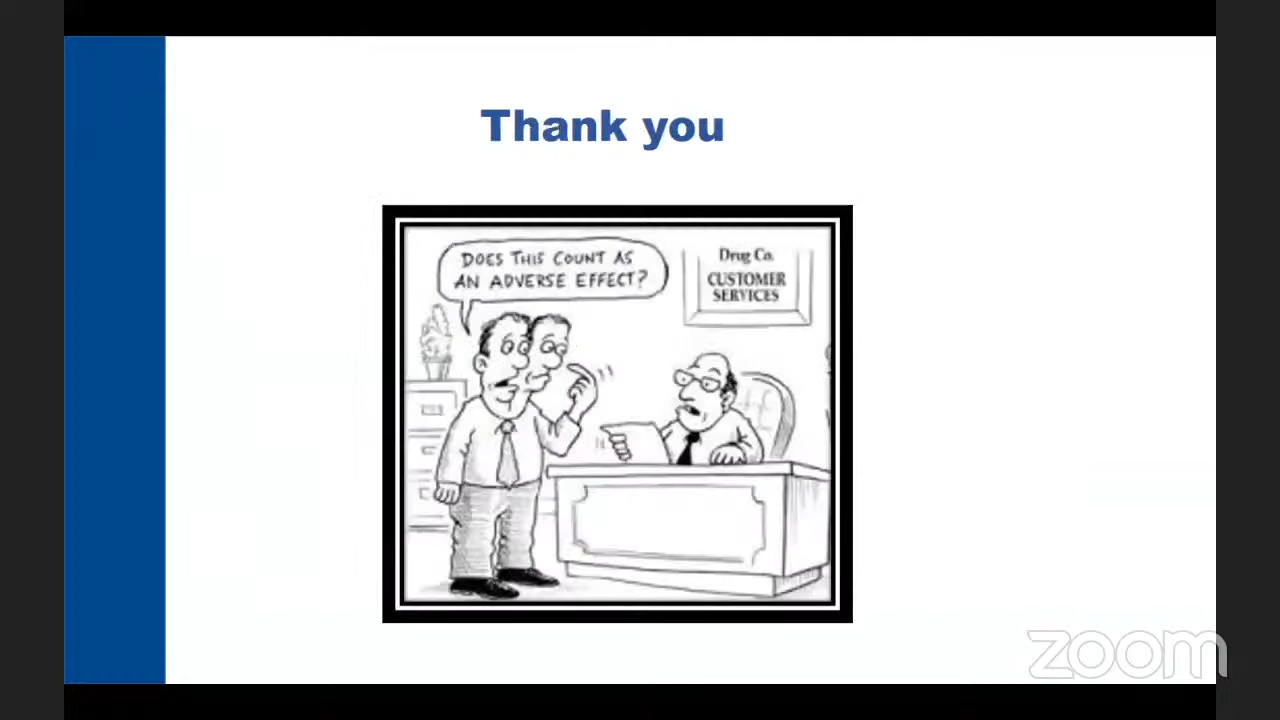 Thank you
DOES THIS COUNT AS
AN ADVERSE EFFECT?
Drug Co.
CUSTOMER
SERVICES
zoom